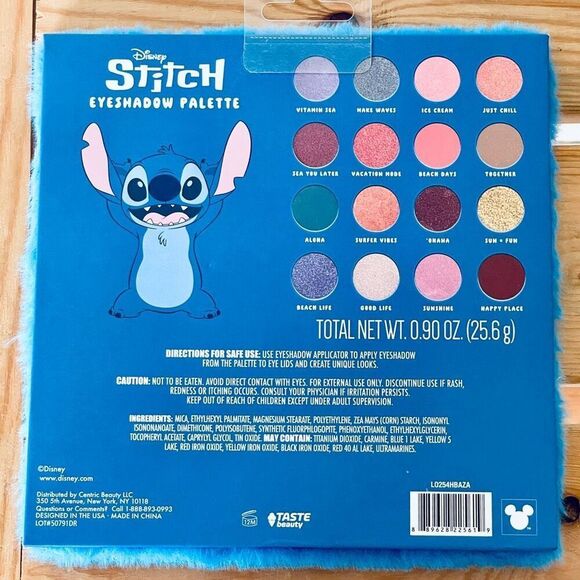 Disney
STitCH
EYESHADOW PALETTE
VITAMIN SEA
MAKE WAVES
ICE CREAM
JUST CHILL
SEA YOU LATER
VACATION MODE
BEACH DAYS
TOGETHER
ALOHA
SURFER VIBES
'OHANA
SUN + FUN
BEACH LIFE
GOOD LIFE
SUNSHINE
HAPPY PLACE
TOTAL NET WT. 0.90 OZ. (25.6 g)
DIRECTIONS FOR SAFE USE: USE EYESHADOW APPLICATOR TO APPLY EYESHADOW
FROM THE PALETTE TO EYE LIDS AND CREATE UNIQUE LOOKS.
CAUTION: NOT TO BE EATEN. AVOID DIRECT CONTACT WITH EYES. FOR EXTERNAL USE ONLY. DISCONTINUE USE IF RASH,
REDNESS OR ITCHING OCCURS. CONSULT YOUR PHYSICIAN IF IRRITATION PERSISTS.
KEEP OUT OF REACH OF CHILDREN EXCEPT UNDER ADULT SUPERVISION.
INGREDIENTS: MICA, ETHYLHEXYL PALMITATE, MAGNESIUM STEARATE, POLYETHYLENE, ZEA MAYS (CORN) STARCH, ISONONYL
ISONONANOATE, DIMETHICONE, POLYISOBUTENE, SYNTHETIC FLUORPHLOGOPITE, PHENOXYETHANOL, ETHYLHEXYLGLYCERIN,
TOCOPHERYL ACETATE, CAPRYLYL GLYCOL, TIN OXIDE. MAY CONTAIN: TITANIUM DIOXIDE, CARMINE, BLUE 1 LAKE, YELLOW 5
LAKE, RED IRON OXIDE, YELLOW IRON OXIDE, BLACK IRON OXIDE, RED 40 AL LAKE, ULTRAMARINES.
©Disney
www.disney.com
Distributed by Centric Beauty LLC
350 5th Avenue, New York, NY 10118
Questions or Comments? Call 1-888-893-0993
DESIGNED IN THE USA • MADE IN CHINA
LOT#50791DR
12M
TASTE
beauty
LO254HBAZA
8 89628 22561 9